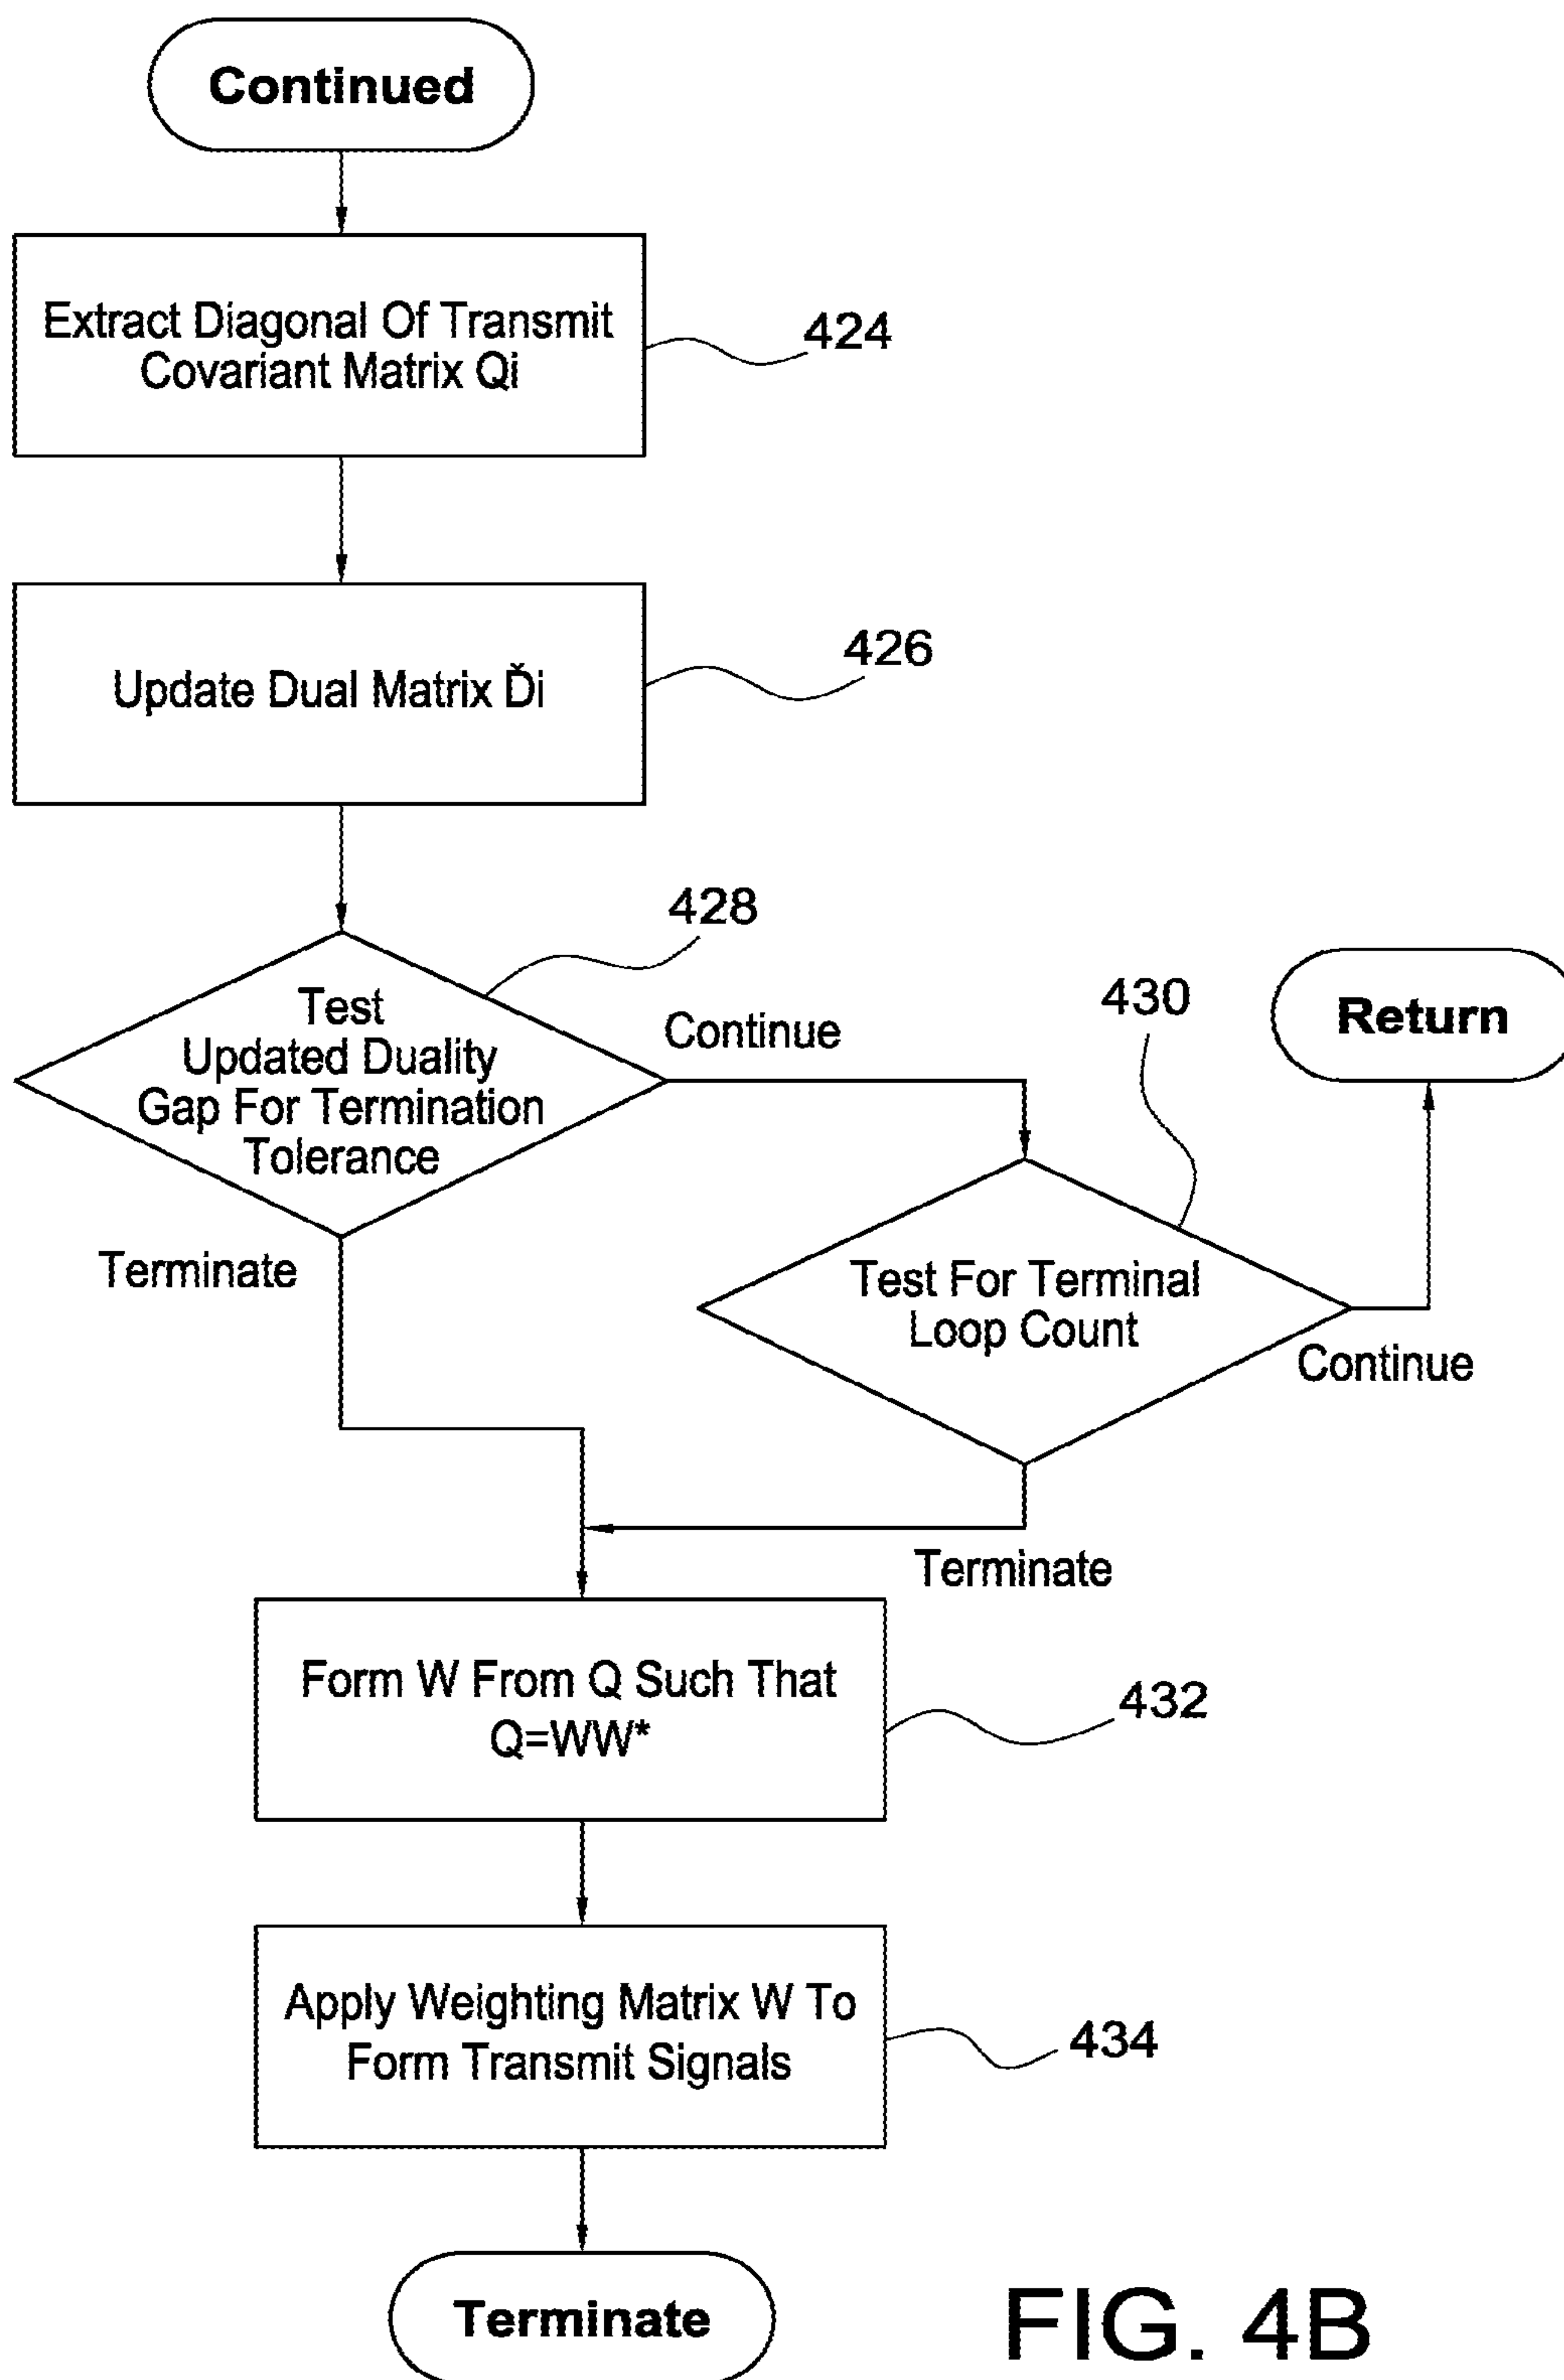 Continued
Extract Diagonal Of Transmit
Covariant Matrix Qi
424
Update Dual Matrix Ďi
426
428
Test
Updated Duality
Gap For Termination
Tolerance
Continue
Terminate
430
Return
Test For Terminal
Loop Count
Continue
Terminate
Form W From Q Such That
Q=WW*
432
Apply Weighting Matrix W To
Form Transmit Signals
434
Terminate
FIG. 4B